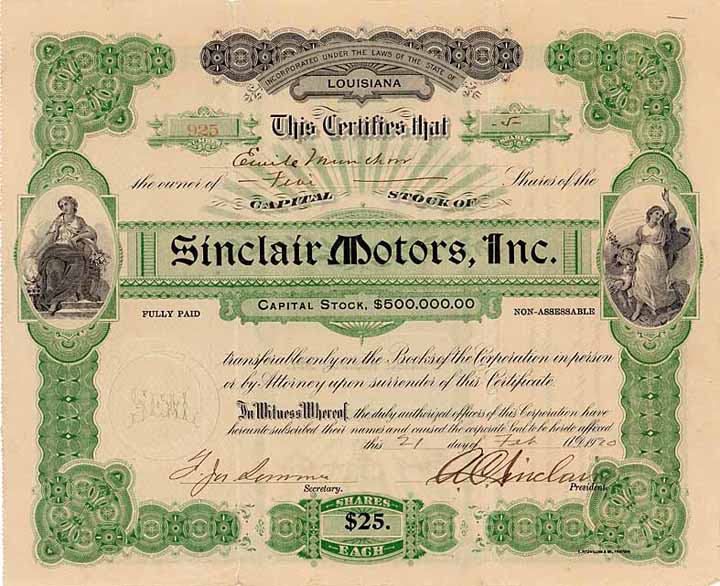 INCORPORATED UNDER THE LAWS OF THE STATE OF
LOUISIANA
925 This Certifies that -5-
SHARES
Emile
the owner of Five Shares of the
CAPITAL STOCK OF
Sinclair Motors, Inc.
CAPITAL STOCK, $500,000.00
FULLY PAID NON-ASSESSABLE
transferable only on the Books of the Corporation in person
or by Attorney upon surrender of this Certificate.
In Witness Whereof, the duly authorized officers of this Corporation have
hereunto subscribed their names and caused the corporate Seal to be hereto affixed
this 21 day of Feb 1920
Sinclair
Secretary. President.
SHARES
$25.
EACH